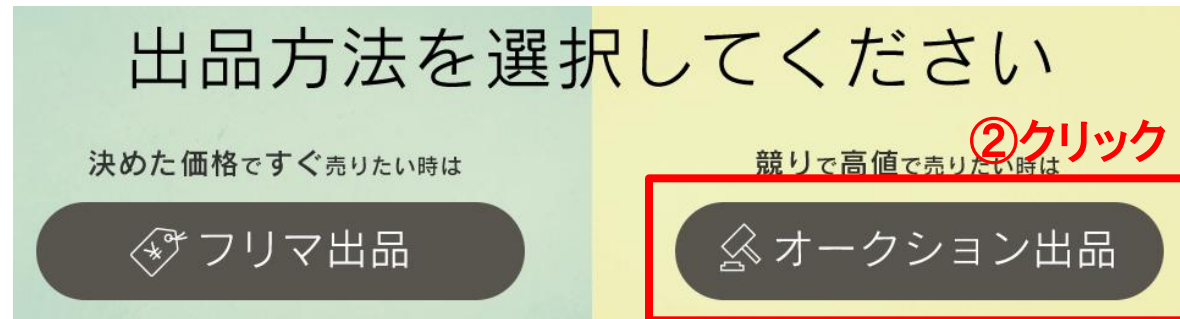 出品方法を選択してください
決めた価格ですぐ売りたい時は
フリマ出品
②クリック
競りで高値で売りたい時は
オークション出品